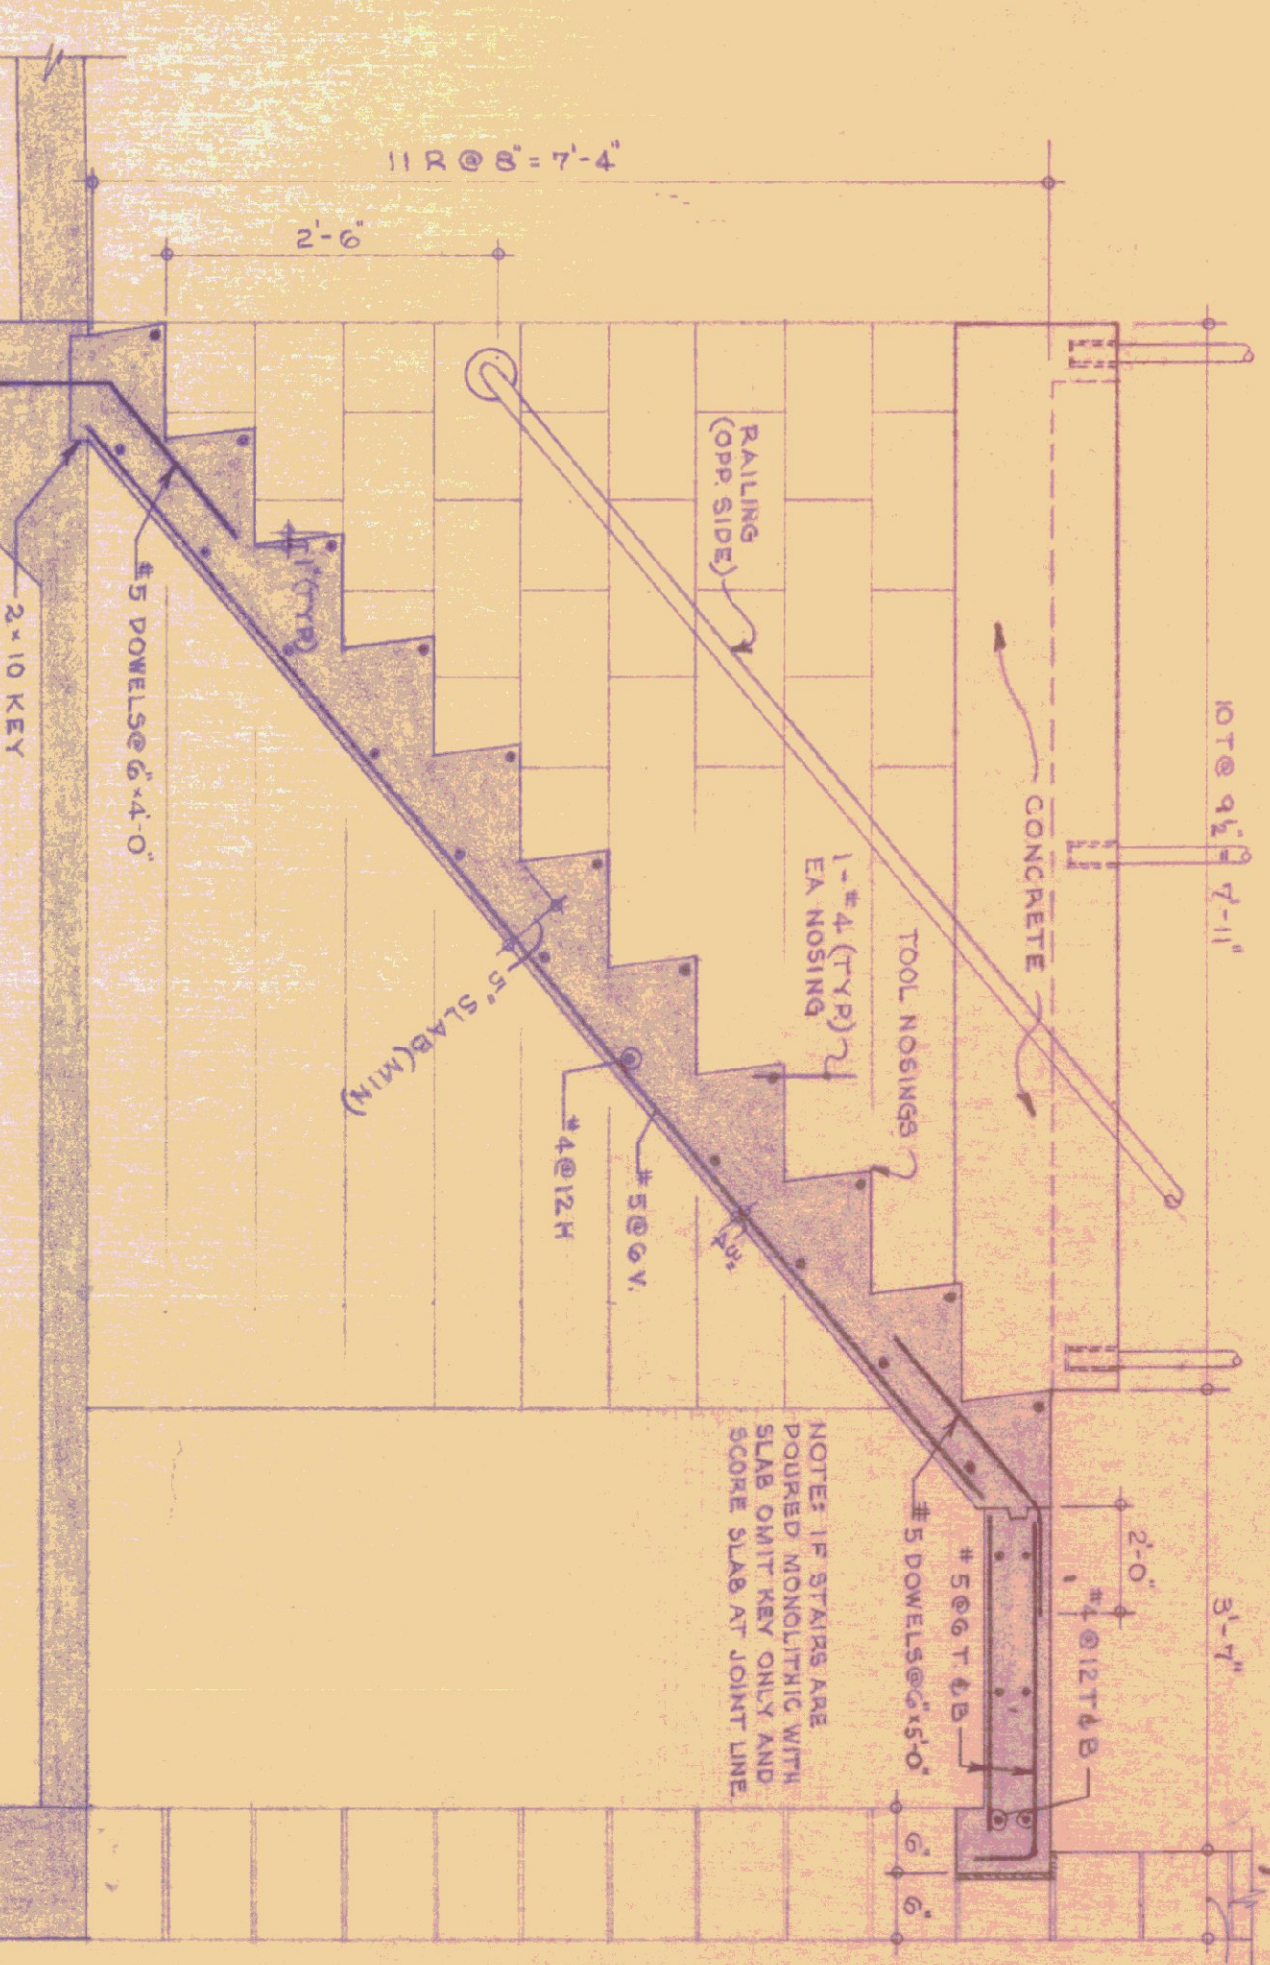 11 R @ 8" = 7'-4"
2'-6"
RAILING
(OPP. SIDE)
10 T @ 9½" = 7'-11"
CONCRETE
1-#4 (TYP.)
EA NOSING
TOOL NOSINGS
1" (TYP.)
#5 DOWELS @ 6" x 4'-0"
2 x 10 KEY
5" SLAB (MIN)
#4 @ 12 H
#5 @ 6 V.
NOTE: IF STAIRS ARE
POURED MONOLITHIC WITH
SLAB OMIT KEY ONLY AND
SCORE SLAB AT JOINT LINE
#5 DOWELS @ 6" x 5'-0"
#5 @ 6 T & B
#4 @ 12 T & B
2'-0"
3'-7"
6"
6"